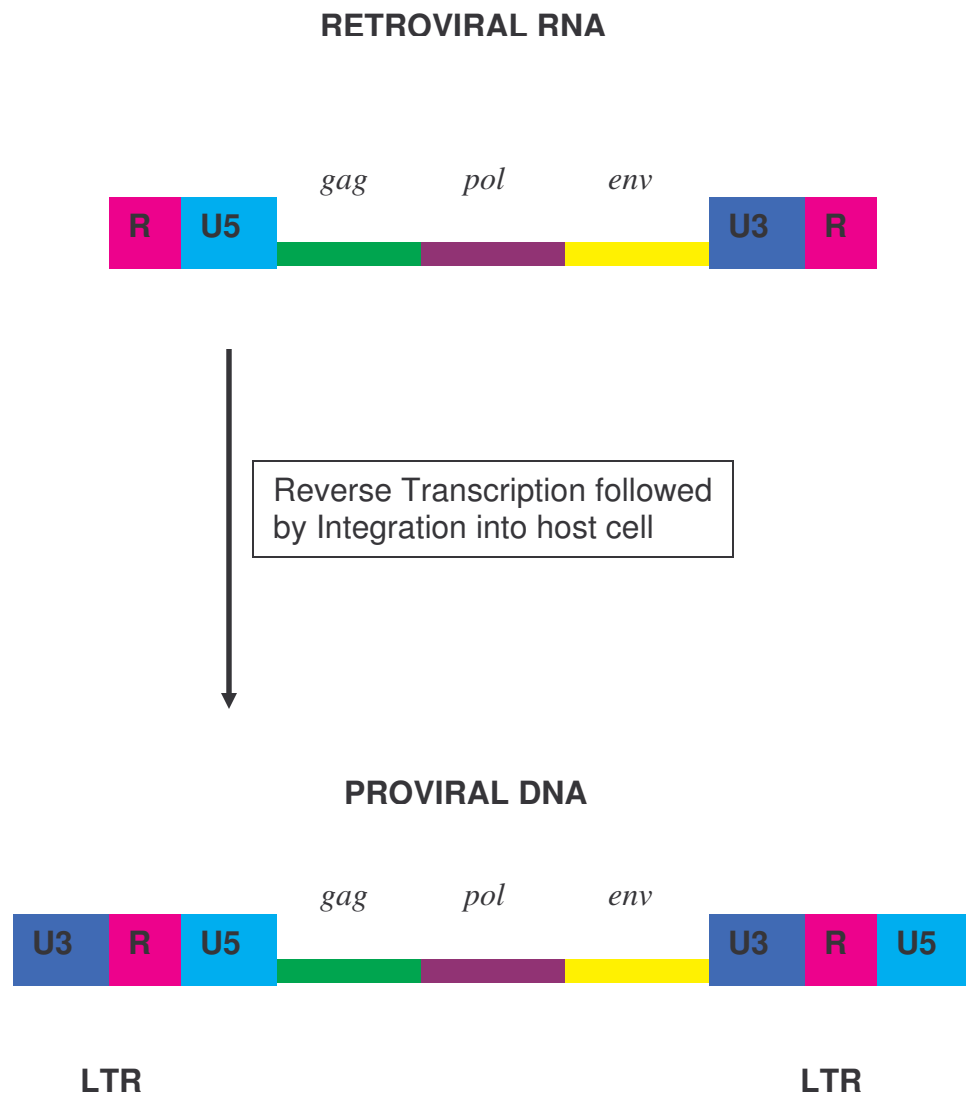 RETROVIRAL RNA
gag pol env
R U5 U3 R
Reverse Transcription followed
by Integration into host cell
PROVIRAL DNA
gag pol env
U3 R U5 U3 R U5
LTR LTR